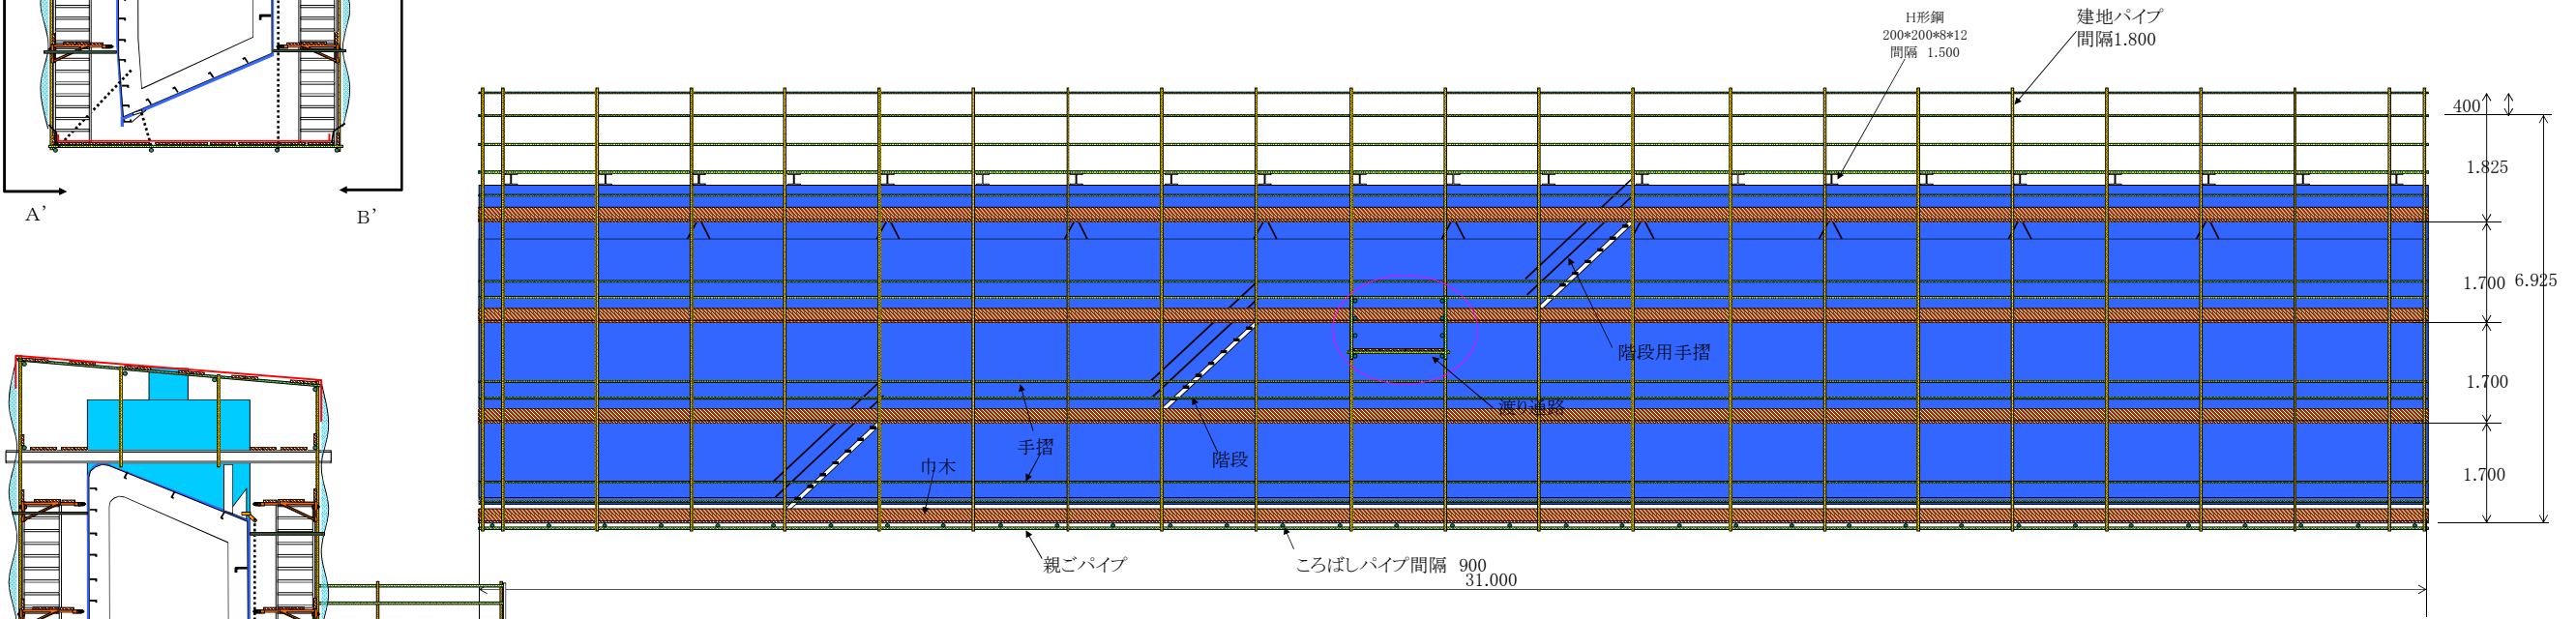 H形鋼
200*200*8*12
間隔 1.500
建地パイプ
間隔1.800
400
1.825
1.700
6.925
1.700
1.700
A’
B’
階段用手摺
渡り通路
手摺
階段
巾木
親ごパイプ
ころばしパイプ間隔 900
31.000